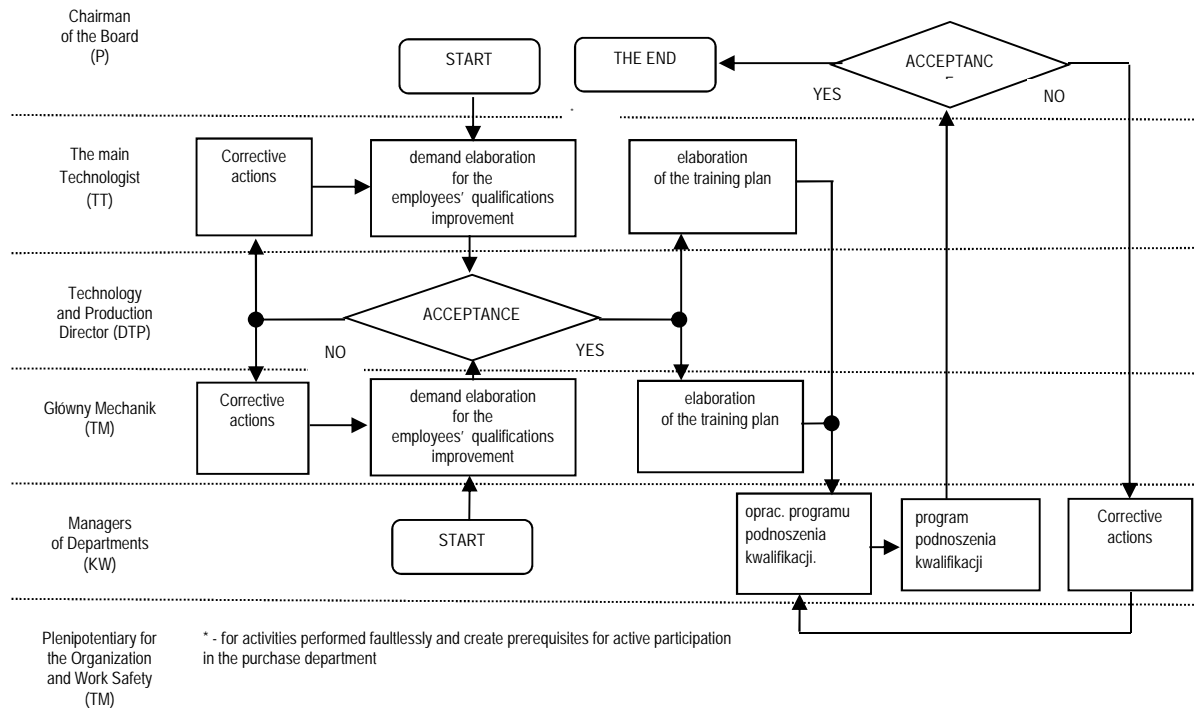 Chairman
of the Board
(P)
START
THE END
ACCEPTANC
YES
NO
*
The main
Technologist
(TT)
Corrective
actions
demand elaboration
for the
employees' qualifications
improvement
elaboration
of the training plan
Technology
and Production
Director (DTP)
ACCEPTANCE
NO
YES
Główny Mechanik
(TM)
Corrective
actions
demand elaboration
for the
employees' qualifications
improvement
elaboration
of the training plan
Managers
of Departments
(KW)
START
oprac. programu
podnoszenia
kwalifikacji.
program
podnoszenia
kwalifikacji
Corrective
actions
Plenipotentiary for
the Organization
and Work Safety
(TM)
* - for activities performed faultlessly and create prerequisites for active participation
in the purchase department